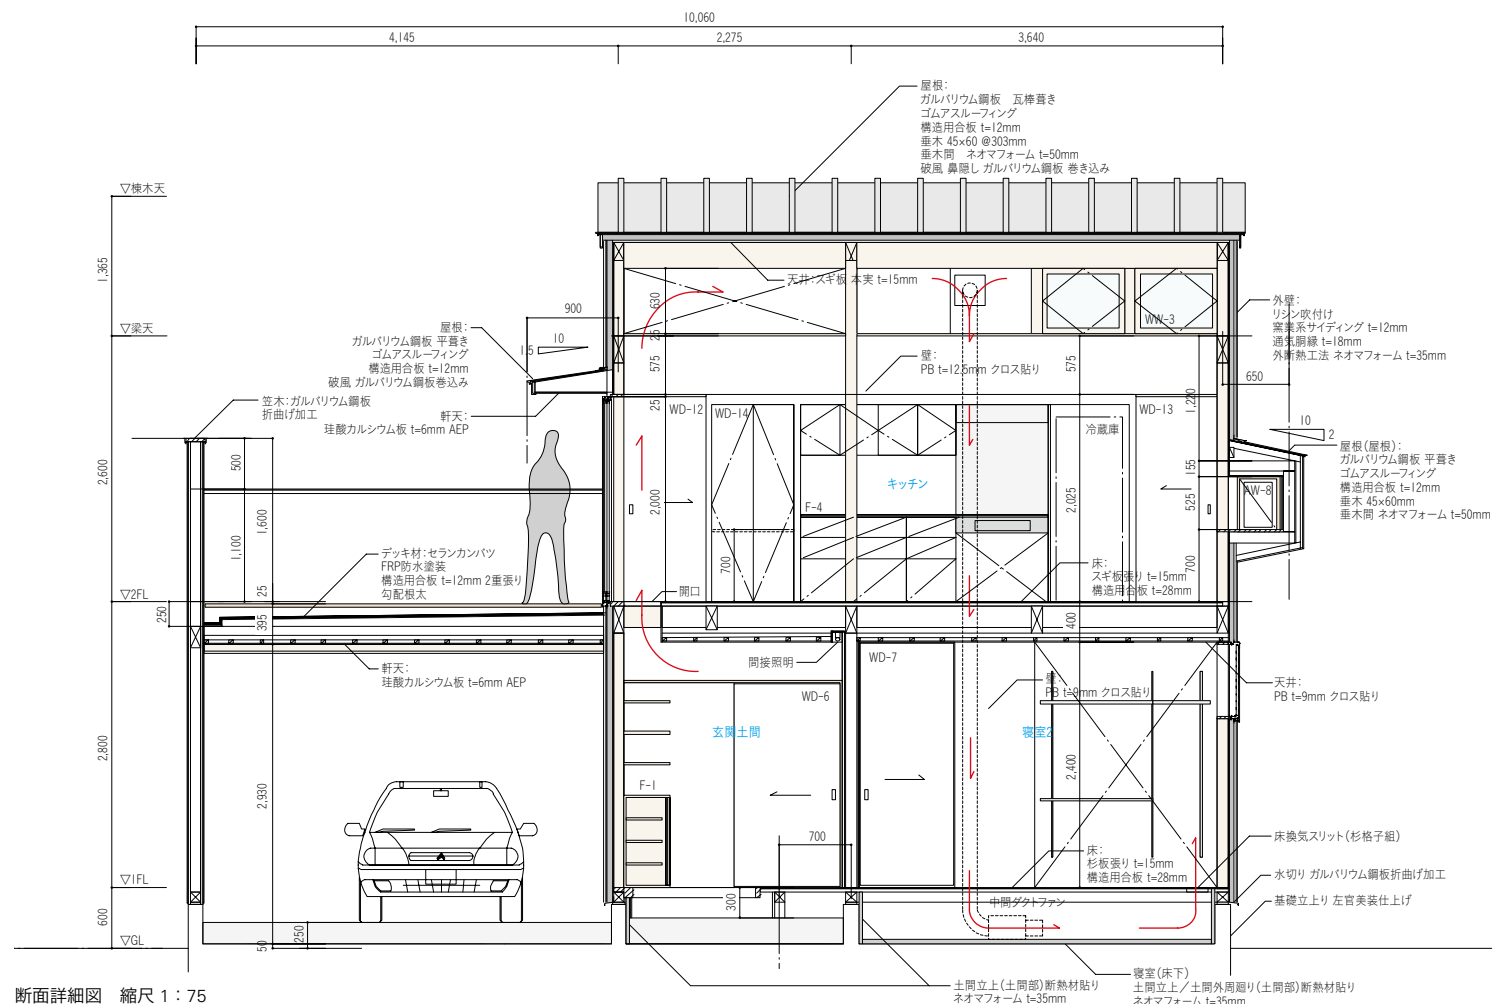 10,060
4,145
2,275
3,640
屋根：
ガルバリウム鋼板　瓦棒葺き
ゴムアスルーフィング
構造用合板 t=12mm
垂木 45×60 @303mm
垂木間　ネオマフォーム t=50mm
破風 鼻隠し ガルバリウム鋼板 巻き込み
▽棟木天
1,365
▽梁天
2,600
▽2FL
250
2,800
▽1FL
600
▽GL
天井：スギ板 本実 t=15mm
630
25
575
25
900
10
1.5
屋根：
ガルバリウム鋼板 平葺き
ゴムアスルーフィング
構造用合板 t=12mm
破風 ガルバリウム鋼板巻込み
軒天：
珪酸カルシウム板 t=6mm AEP
笠木：ガルバリウム鋼板
折曲げ加工
500
1,600
1,100
25
395
2,930
250
50
デッキ材：セランカンバツ
FRP防水塗装
構造用合板 t=12mm 2重張り
勾配根太
軒天：
珪酸カルシウム板 t=6mm AEP
WW-3
壁：
PB t=12.5mm クロス貼り
575
1,220
外壁：
リシン吹付け
窯業系サイディング t=12mm
通気胴縁 t=18mm
外断熱工法 ネオマフォーム t=35mm
650
10
2
屋根(屋根)：
ガルバリウム鋼板 平葺き
ゴムアスルーフィング
構造用合板 t=12mm
垂木 45×60mm
垂木間 ネオマフォーム t=50mm
WD-12
WD-14
WD-13
冷蔵庫
キッチン
F-4
2,000
2,025
700
155
525
700
AW-8
床：
スギ板張り t=15mm
構造用合板 t=28mm
開口
400
間接照明
WD-7
WD-6
壁：
PB t=9mm クロス貼り
天井：
PB t=9mm クロス貼り
玄関土間
寝室2
2,400
F-1
700
300
床：
杉板張り t=15mm
構造用合板 t=28mm
中間ダクトファン
床換気スリット(杉格子組)
水切り ガルバリウム鋼板折曲げ加工
基礎立上り 左官美装仕上げ
土間立上(土間部)断熱材貼り
ネオマフォーム t=35mm
寝室(床下)
土間立上／土間外周廻り(土間部)断熱材貼り
ネオマフォーム t=35mm
断面詳細図　縮尺 1：75